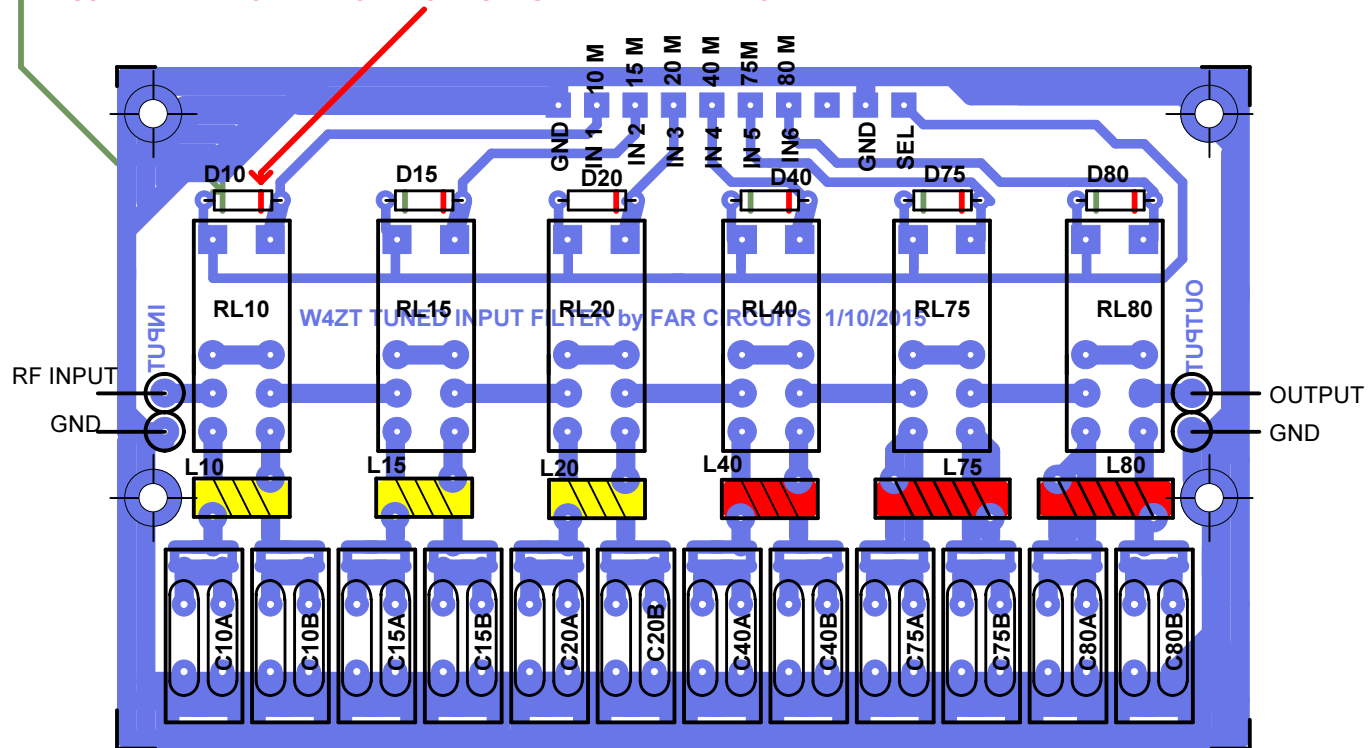 10 M
15 M
20 M
40 M
75M
80 M
GND
IN 1
IN 2
IN 3
IN 4
IN 5
IN6
GND
SEL
D10
D15
D20
D40
D75
D80
RL10
RL15
RL20
RL40
RL75
RL80
W4ZT TUNED INPUT FILTER by FAR CIRCUITS 1/10/2015
INPUT
OUTPUT
RF INPUT
GND
OUTPUT
GND
L10
L15
L20
L40
L75
L80
C10A
C10B
C15A
C15B
C20A
C20B
C40A
C40B
C75A
C75B
C80A
C80B